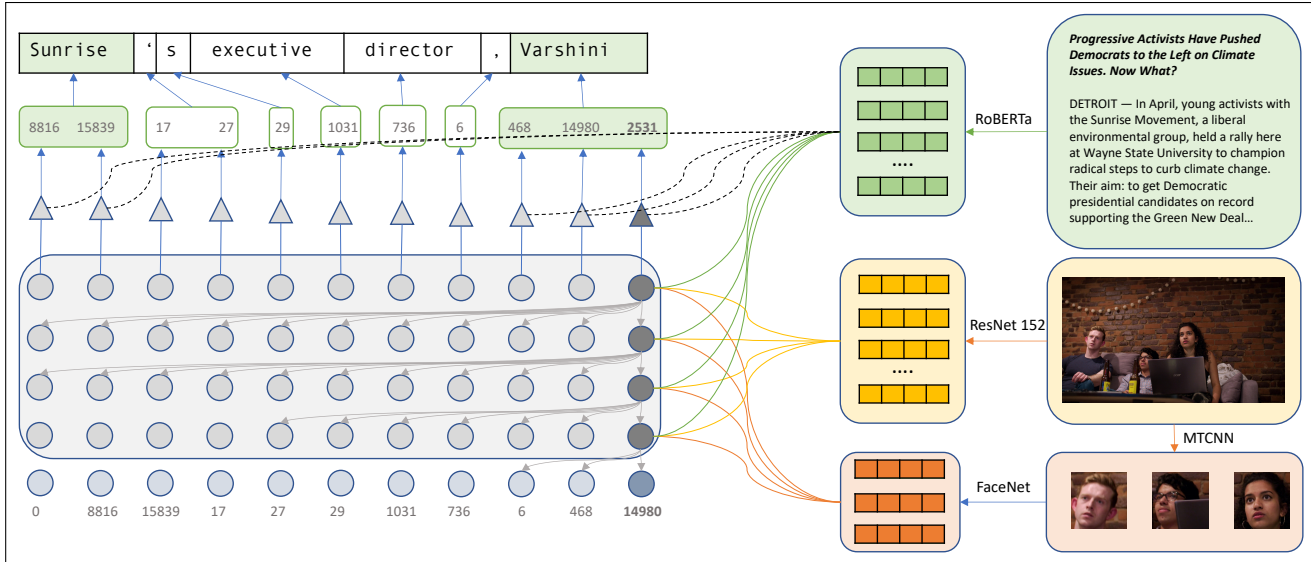 Sunrise ‘ s executive director , Varshini
8816 15839 17 27 29 1031 736 6 468 14980 2531
0 8816 15839 17 27 29 1031 736 6 468 14980
....
RoBERTa
Progressive Activists Have Pushed
Democrats to the Left on Climate
Issues. Now What?
DETROIT — In April, young activists with
the Sunrise Movement, a liberal
environmental group, held a rally here
at Wayne State University to champion
radical steps to curb climate change.
Their aim: to get Democratic
presidential candidates on record
supporting the Green New Deal…
....
ResNet 152
MTCNN
FaceNet